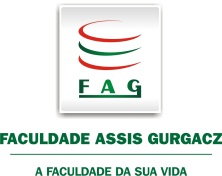 FAG
FACULDADE ASSIS GURGACZ
A FACULDADE DA SUA VIDA